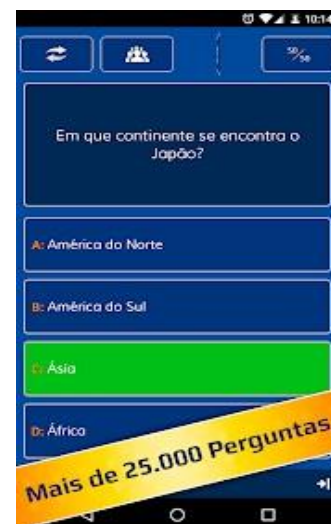 10:14
50/50
Em que continente se encontra o
Japão?
A: América do Norte
B: América do Sul
C: Ásia
D: África
Mais de 25.000 Perguntas